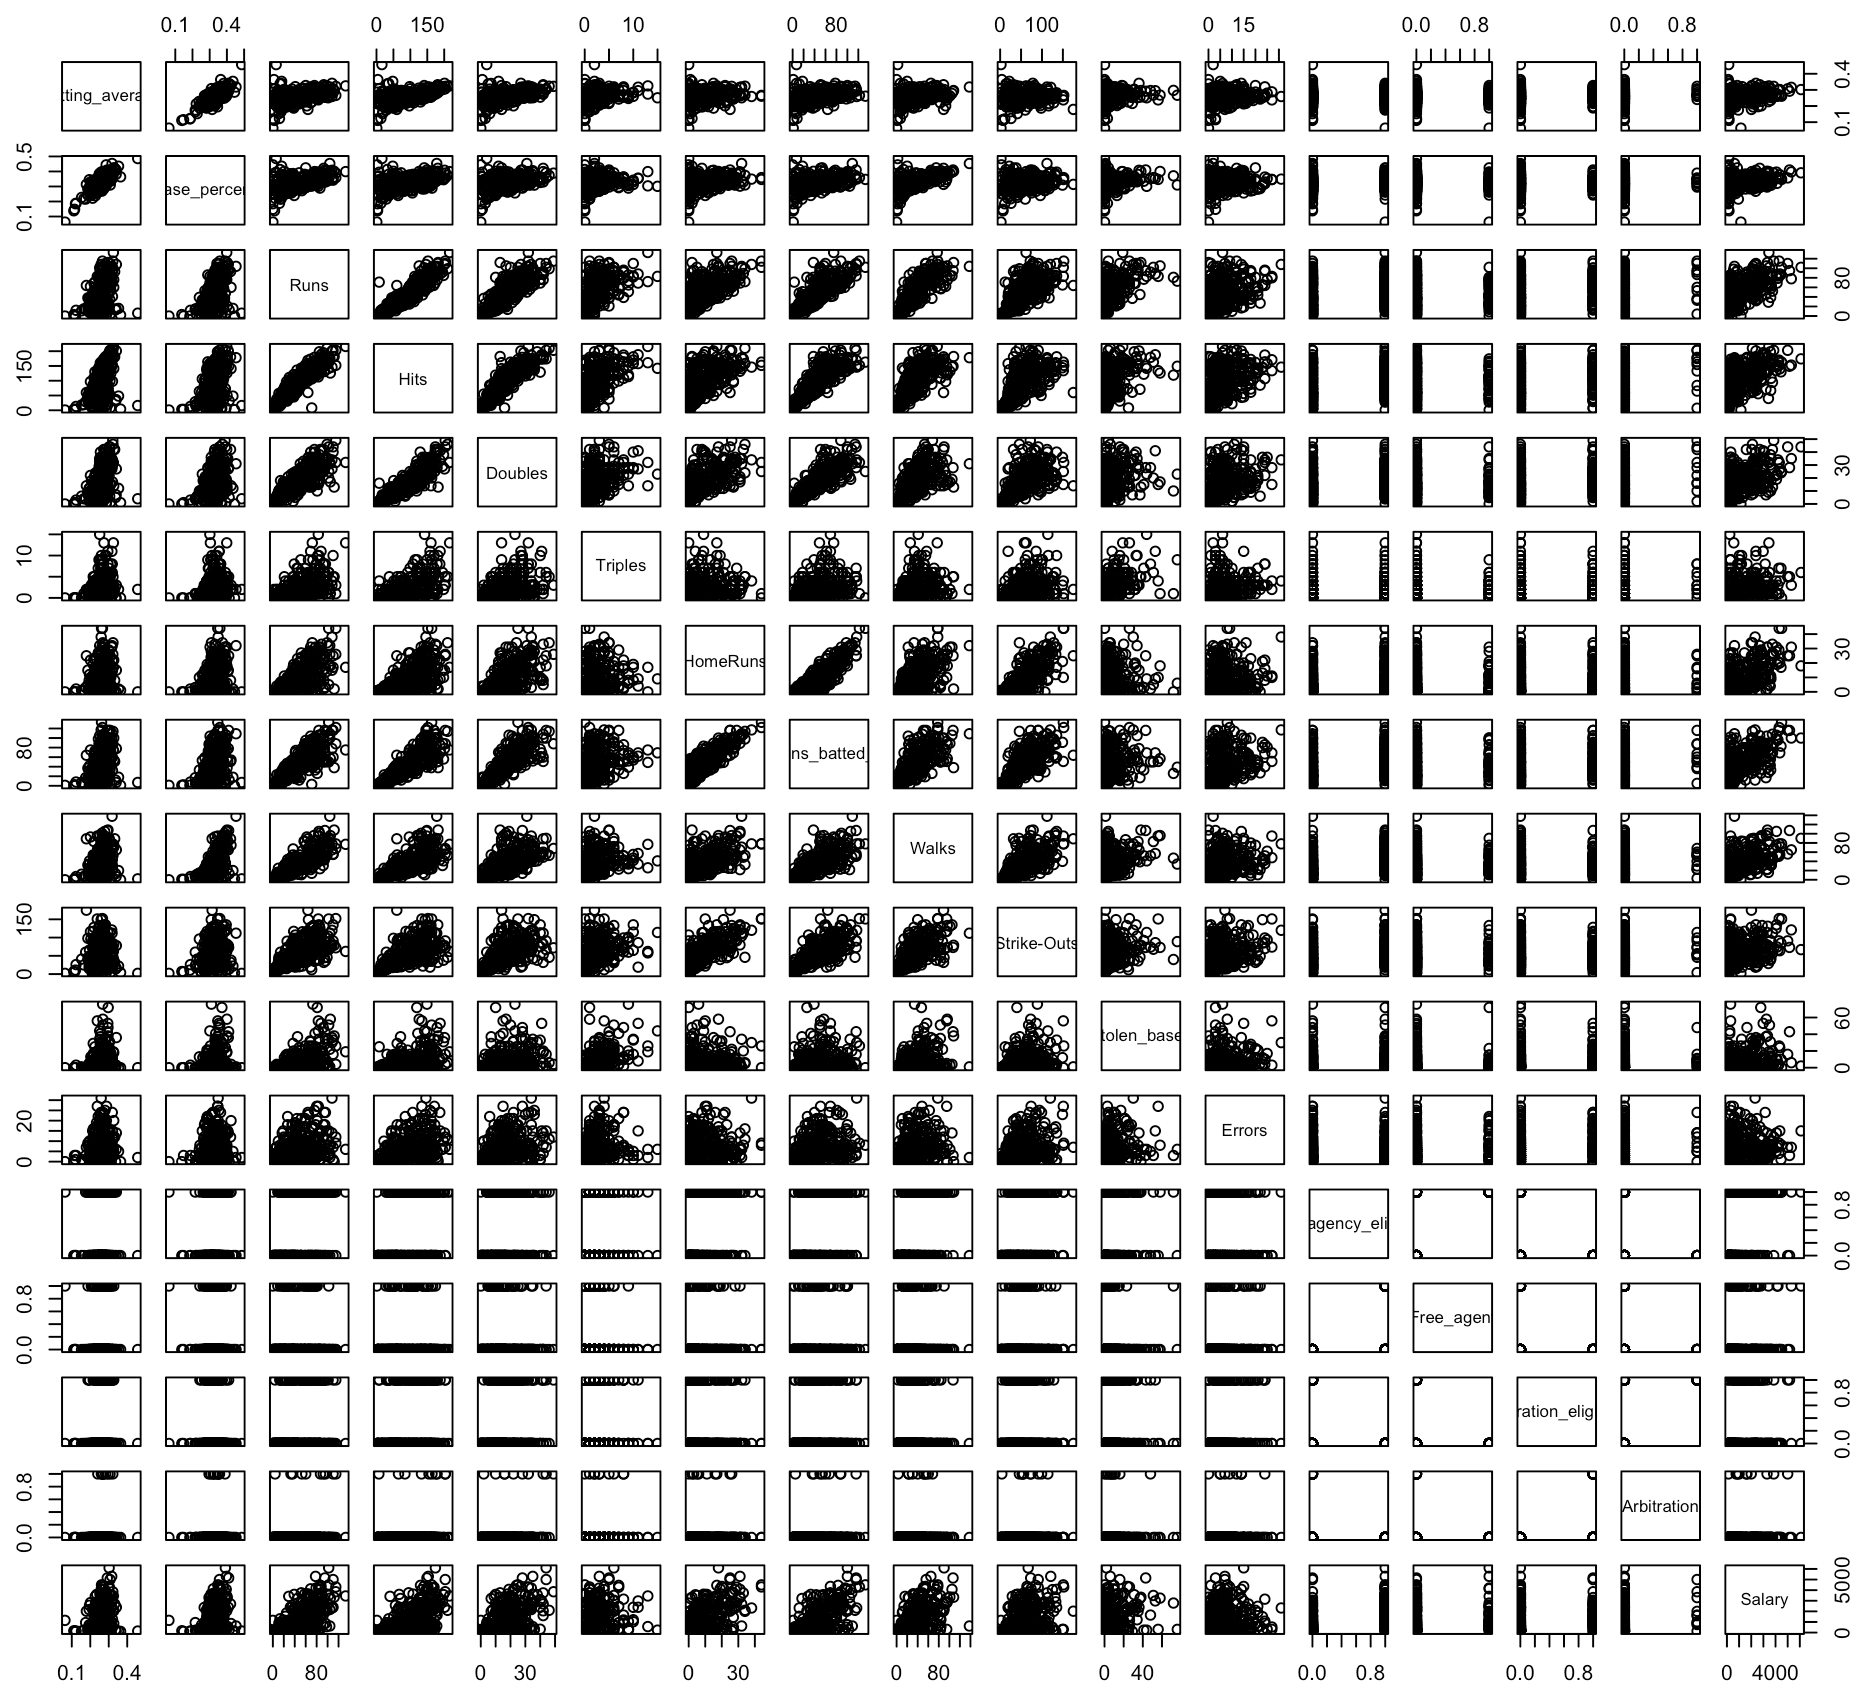 0.1 0.4 0 150 0 10 0 80 0 100 0 15 0.0 0.8 0.0 0.8
tting_avera
0.1 0.4
0.1 0.5
ase_percer
Runs
0 80
0 150
Hits
Doubles
0 30
0 10
Triples
HomeRuns
0 30
0 80
ns_batted_
Walks
0 80
0 150
Strike-Outs
tolen_base
0 60
0 20
Errors
agency_eli
0.0 0.8
0.0 0.8
Free_agen
ration_elig
0.0 0.8
0.0 0.8
Arbitration
Salary
0 5000
0.1 0.4 0 80 0 30 0 30 0 80 0 40 0.0 0.8 0.0 0.8 0 4000